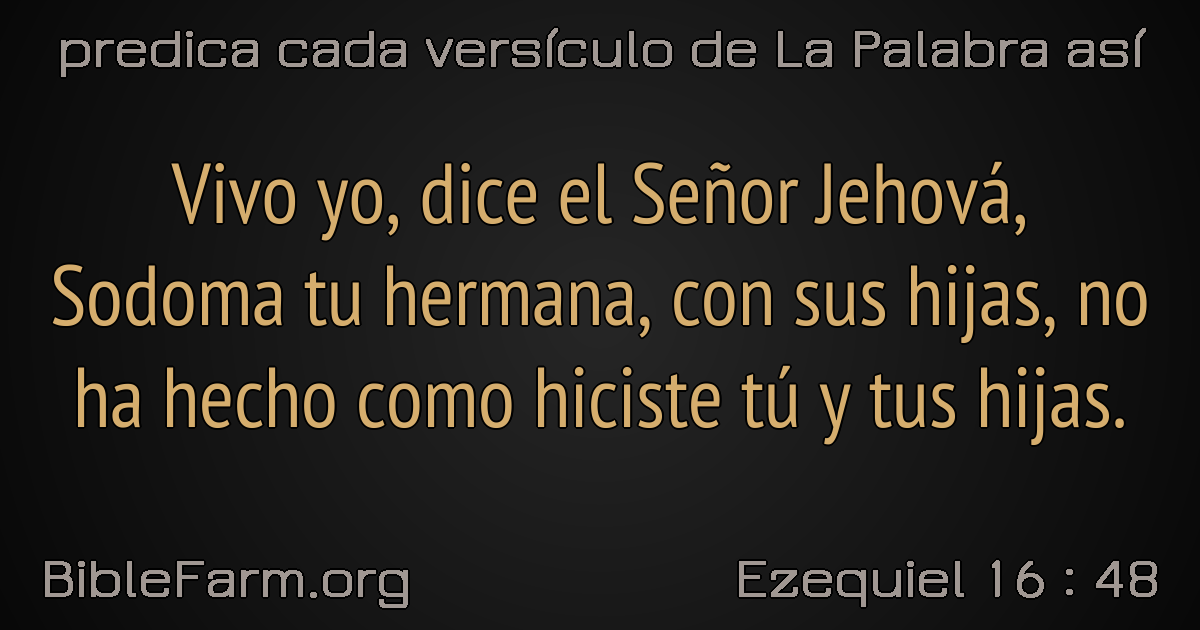 predica cada versículo de La Palabra así
Vivo yo, dice el Señor Jehová,
Sodoma tu hermana, con sus hijas, no
ha hecho como hiciste tú y tus hijas.
BibleFarm.org
Ezequiel 16 : 48